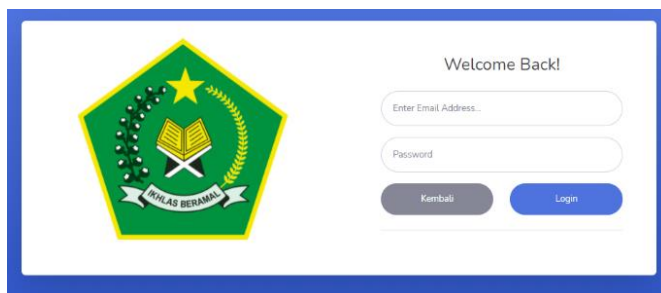 Welcome Back!
Enter Email Address...
Password
Kembali
Login
IKHLAS BERAMAL